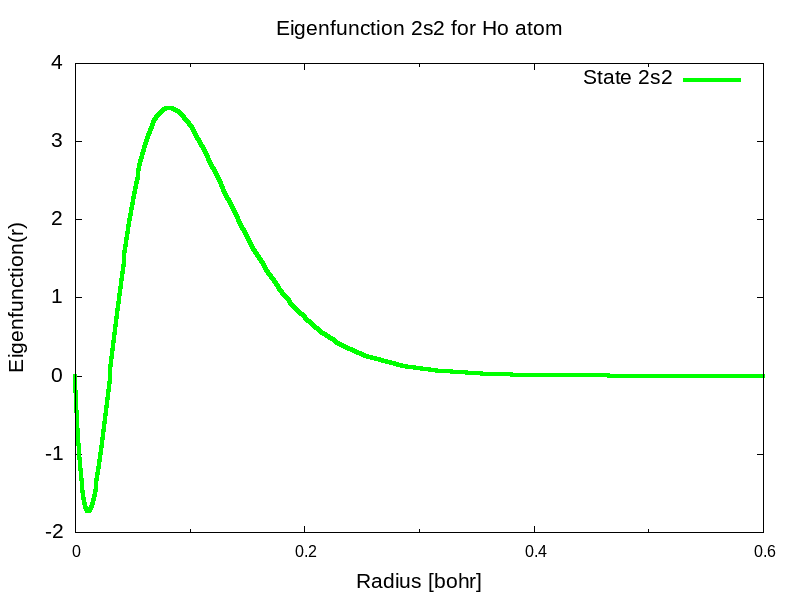 Eigenfunction 2s2 for Ho atom
State 2s2
4
3
2
1
0
-1
-2
Eigenfunction(r)
0 0.2 0.4 0.6
Radius [bohr]